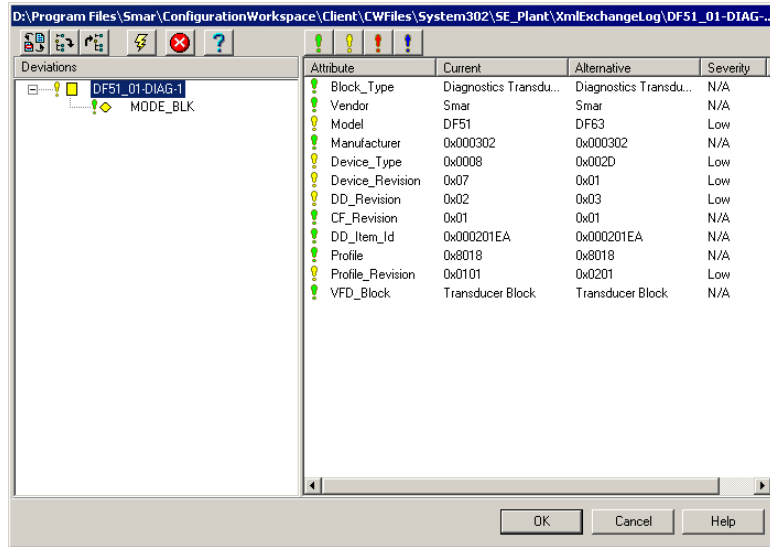 D:\Program Files\Smar\ConfigurationWorkspace\Client\CWFiles\System302\SE_Plant\XmlExchangeLog\DF51_01-DIAG-...
Deviations
DF51_01-DIAG-1
MODE_BLK
Attribute Current Alternative Severity
Block_Type Diagnostics Transdu... Diagnostics Transdu... N/A
Vendor Smar Smar N/A
Model DF51 DF63 Low
Manufacturer 0x000302 0x000302 N/A
Device_Type 0x0008 0x002D Low
Device_Revision 0x07 0x01 Low
DD_Revision 0x02 0x03 Low
CF_Revision 0x01 0x01 N/A
DD_Item_Id 0x000201EA 0x000201EA N/A
Profile 0x8018 0x8018 N/A
Profile_Revision 0x0101 0x0201 Low
VFD_Block Transducer Block Transducer Block N/A
OK Cancel Help